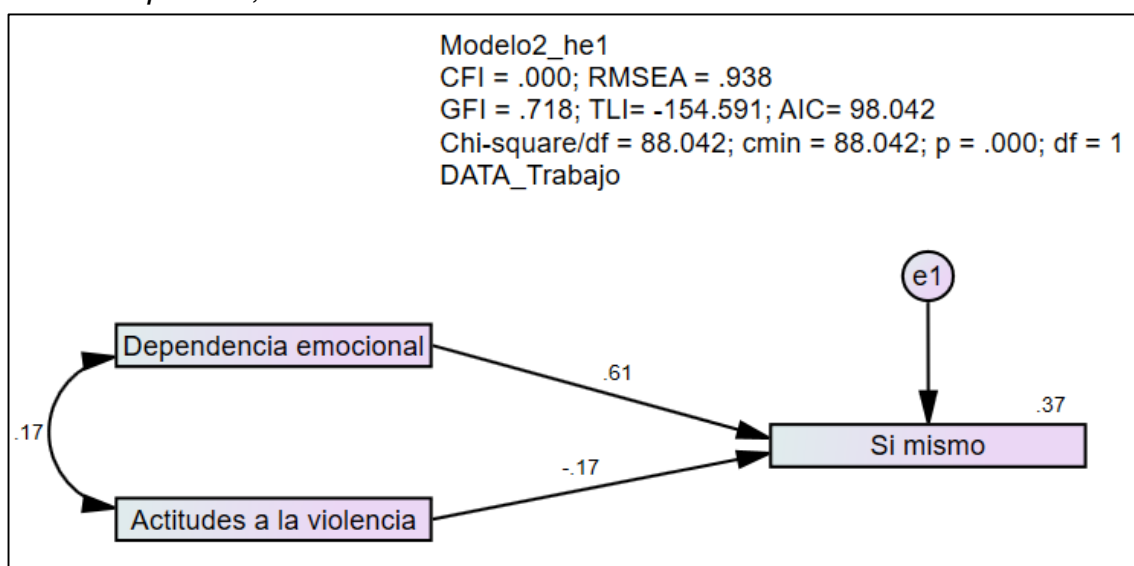 Modelo2_he1
CFI = .000; RMSEA = .938
GFI = .718; TLI= -154.591; AIC= 98.042
Chi-square/df = 88.042; cmin = 88.042; p = .000; df = 1
DATA_Trabajo
e1
Dependencia emocional
.61
.37
.17
Si mismo
-.17
Actitudes a la violencia